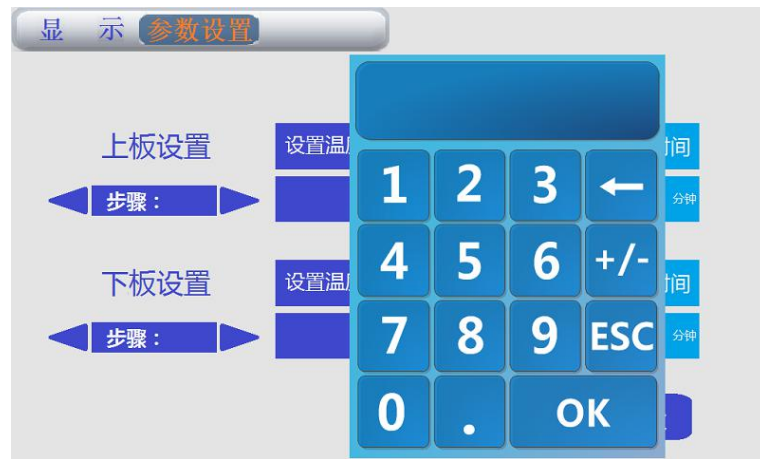 显 示 参数设置
上板设置 设置温 时间
步骤： 分钟
下板设置 设置温 时间
步骤： 分钟
1 2 3 ←
4 5 6 +/-
7 8 9 ESC
0 . OK